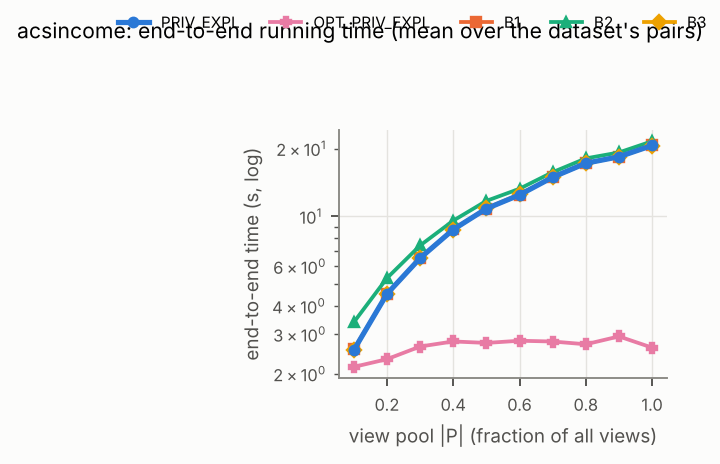 PRIV_EXPL OPT_PRIV_EXPL B1 B2 B3
acsincome: end-to-end running time (mean over the dataset's pairs)
end-to-end time (s, log)
2 × 10¹
10¹
6 × 10⁰
4 × 10⁰
3 × 10⁰
2 × 10⁰
0.2 0.4 0.6 0.8 1.0
view pool |P| (fraction of all views)